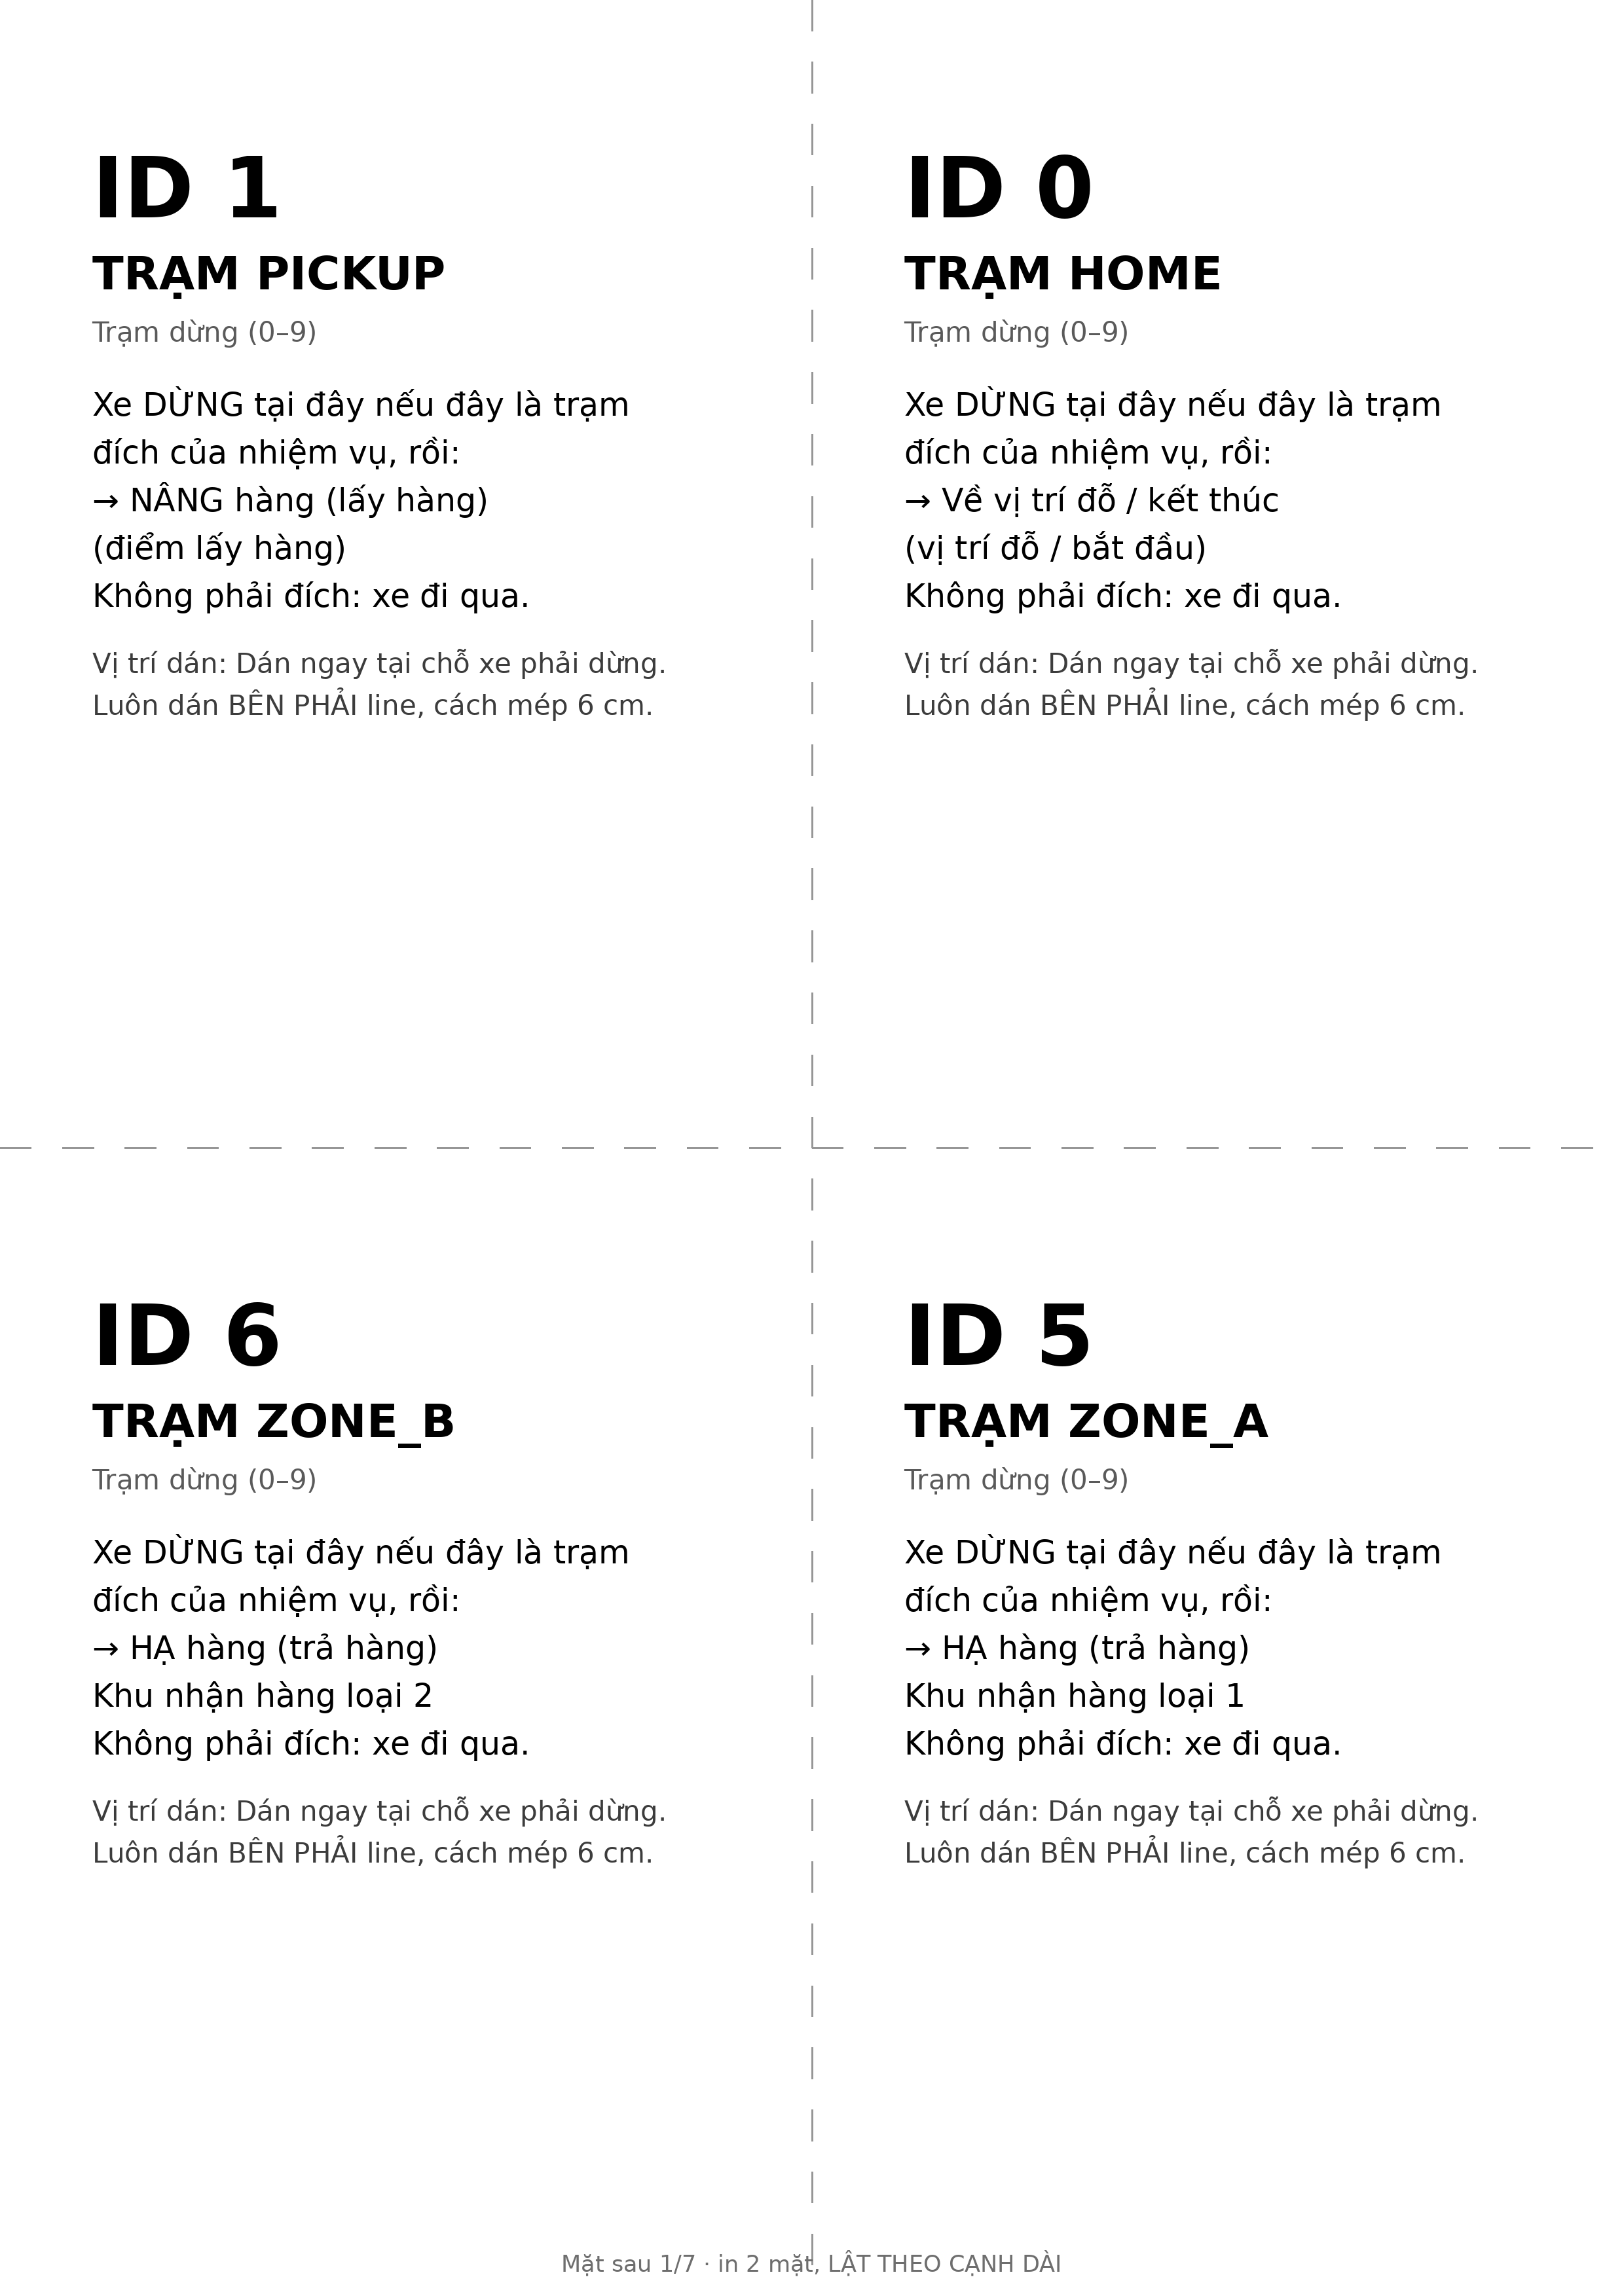 ID 1
TRẠM PICKUP
Trạm dừng (0–9)
Xe DỪNG tại đây nếu đây là trạm
đích của nhiệm vụ, rồi:
→ NÂNG hàng (lấy hàng)
(điểm lấy hàng)
Không phải đích: xe đi qua.
Vị trí dán: Dán ngay tại chỗ xe phải dừng.
Luôn dán BÊN PHẢI line, cách mép 6 cm.
ID 0
TRẠM HOME
Trạm dừng (0–9)
Xe DỪNG tại đây nếu đây là trạm
đích của nhiệm vụ, rồi:
→ Về vị trí đỗ / kết thúc
(vị trí đỗ / bắt đầu)
Không phải đích: xe đi qua.
Vị trí dán: Dán ngay tại chỗ xe phải dừng.
Luôn dán BÊN PHẢI line, cách mép 6 cm.
ID 6
TRẠM ZONE_B
Trạm dừng (0–9)
Xe DỪNG tại đây nếu đây là trạm
đích của nhiệm vụ, rồi:
→ HẠ hàng (trả hàng)
Khu nhận hàng loại 2
Không phải đích: xe đi qua.
Vị trí dán: Dán ngay tại chỗ xe phải dừng.
Luôn dán BÊN PHẢI line, cách mép 6 cm.
ID 5
TRẠM ZONE_A
Trạm dừng (0–9)
Xe DỪNG tại đây nếu đây là trạm
đích của nhiệm vụ, rồi:
→ HẠ hàng (trả hàng)
Khu nhận hàng loại 1
Không phải đích: xe đi qua.
Vị trí dán: Dán ngay tại chỗ xe phải dừng.
Luôn dán BÊN PHẢI line, cách mép 6 cm.
Mặt sau 1/7 · in 2 mặt, LẬT THEO CẠNH DÀI